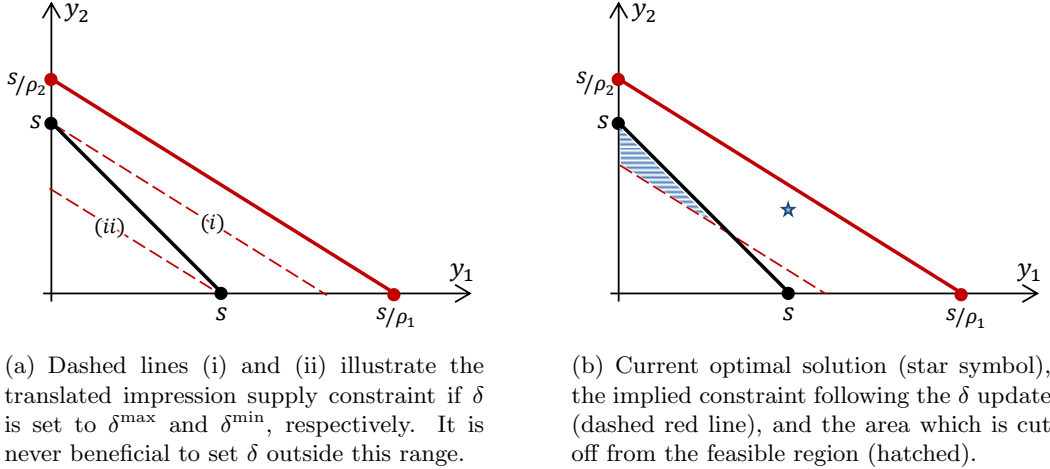 y₂
s/ρ₂
s
(i)
(ii)
y₁
s
s/ρ₁
y₂
s/ρ₂
s
y₁
s
s/ρ₁
(a) Dashed lines (i) and (ii) illustrate the
translated impression supply constraint if δ
is set to δᵐᵃˣ and δᵐⁱⁿ, respectively. It is
never beneficial to set δ outside this range.
(b) Current optimal solution (star symbol),
the implied constraint following the δ update
(dashed red line), and the area which is cut
off from the feasible region (hatched).